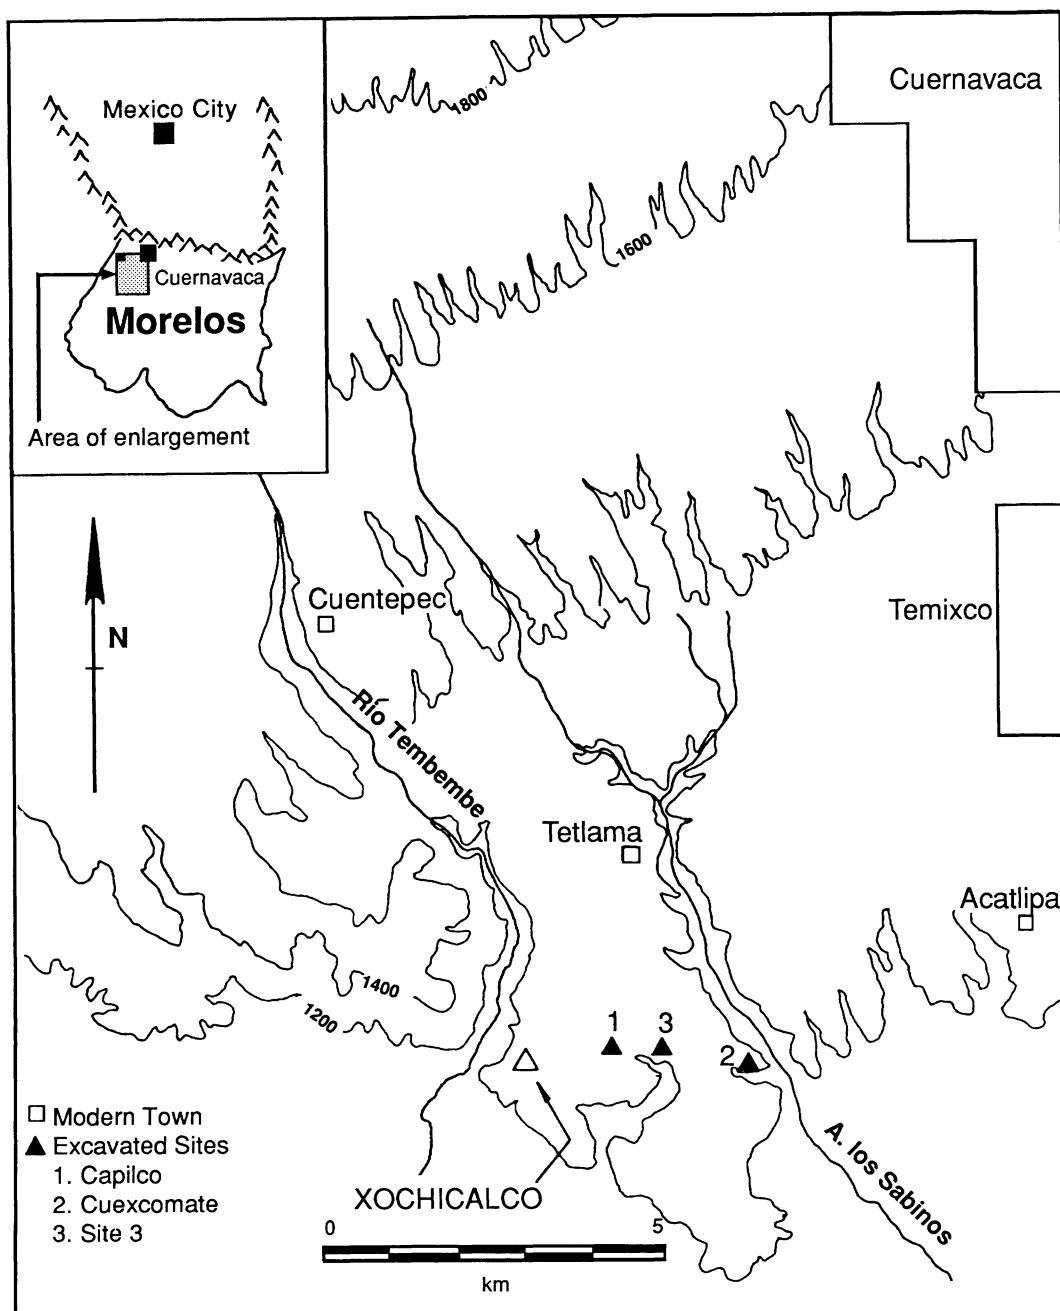 Mexico City
Cuernavaca
Morelos
Area of enlargement
1800
Cuernavaca
1600
N
Cuentepec
Temixco
Río Tembembe
Tetlama
Acatlipa
1400
1200
1
3
2
A. los Sabinos
XOCHICALCO
Modern Town
Excavated Sites
1. Capilco
2. Cuexcomate
3. Site 3
0 5
km